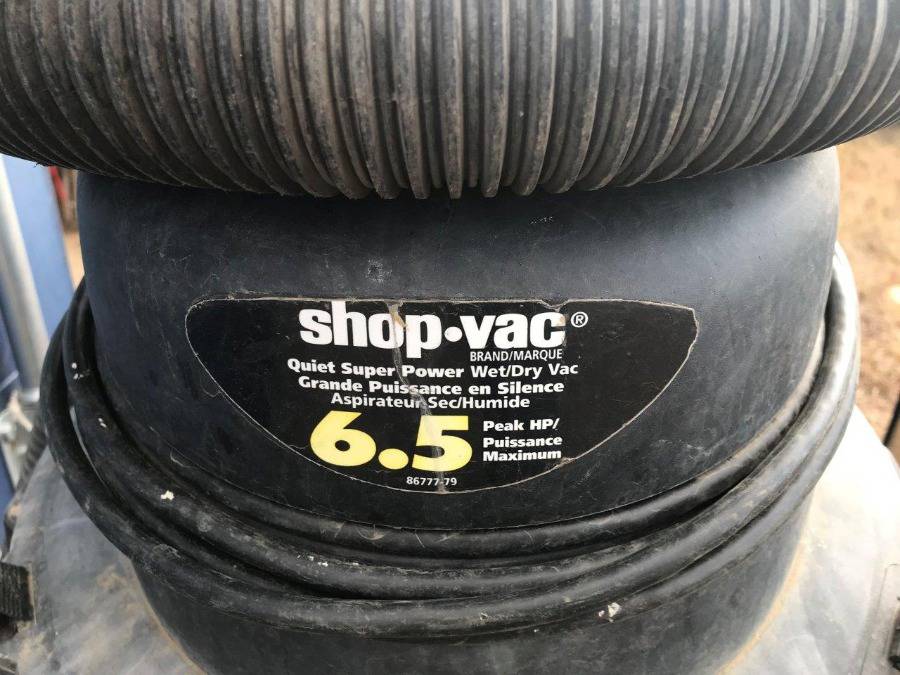 shop·vac®
BRAND/MARQUE
Quiet Super Power Wet/Dry Vac
Grande Puissance en Silence
Aspirateur Sec/Humide
6.5 Peak HP/
Puissance
Maximum
86777-79